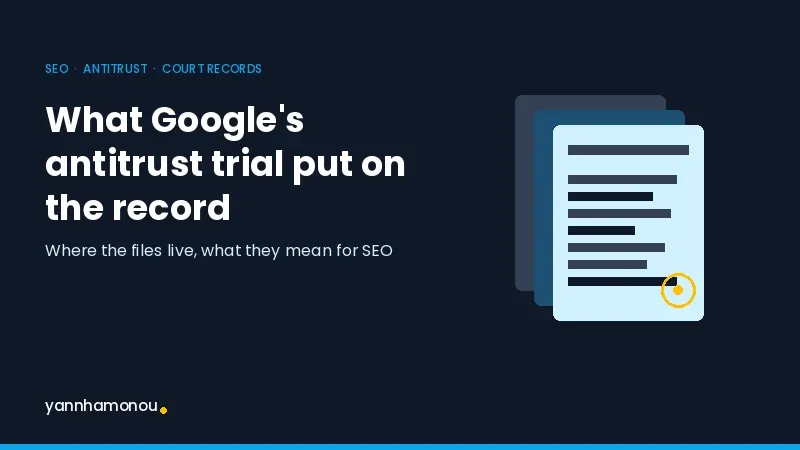 SEO · ANTITRUST · COURT RECORDS
What Google's
antitrust trial put on
the record
Where the files live, what they mean for SEO
yannhamonou.